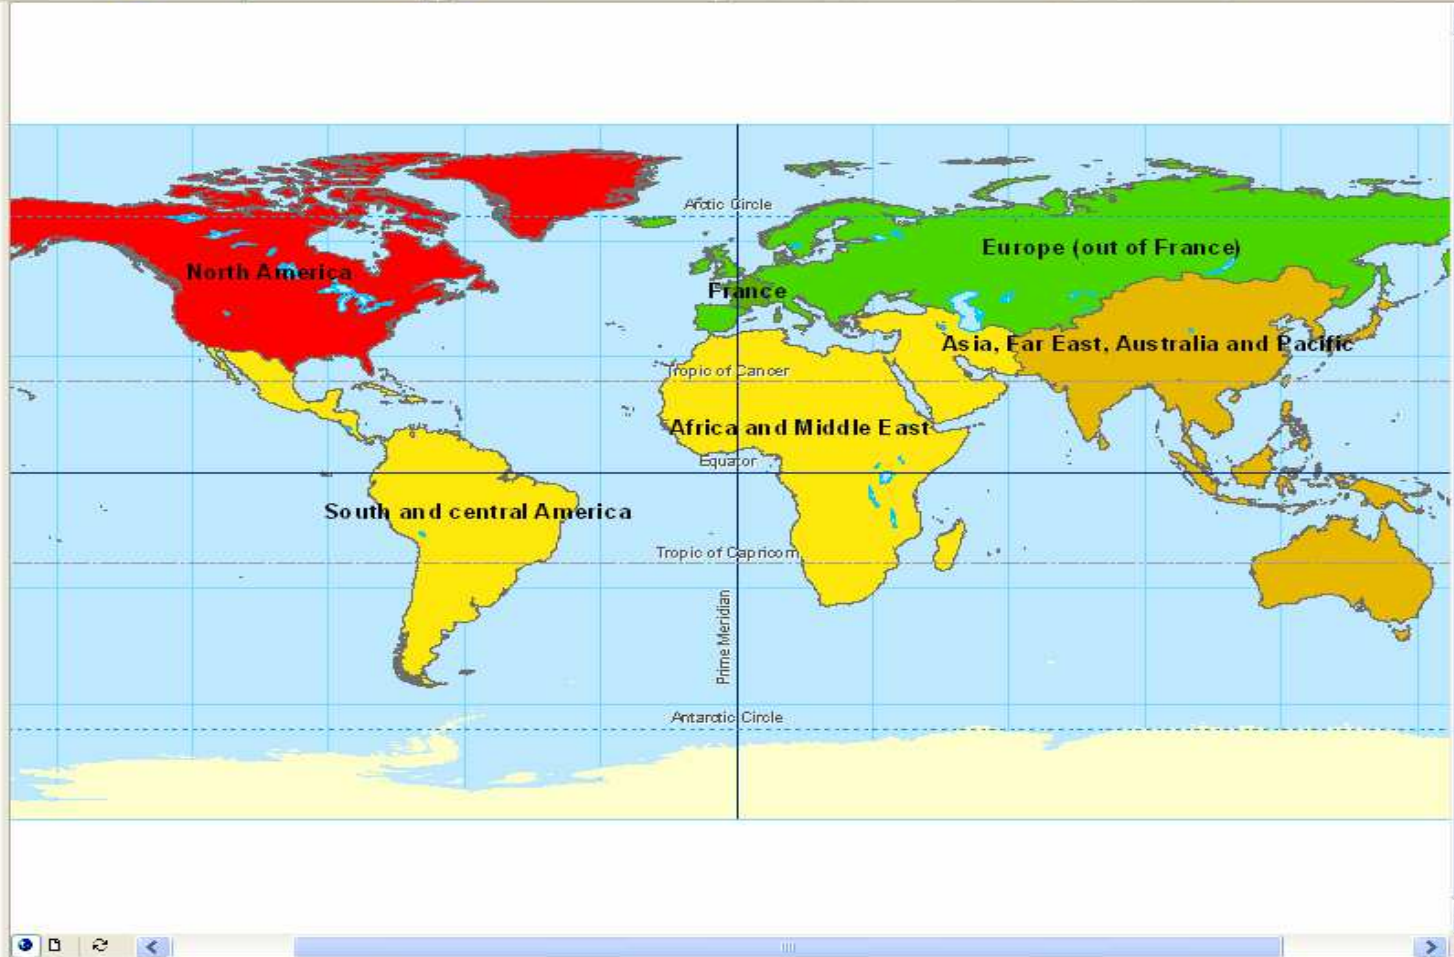 Arctic Circle
Europe (out of France)
North America
France
Asia, Far East, Australia and Pacific
Tropic of Cancer
Africa and Middle East
Equator
South and central America
Tropic of Capricorn
Prime Meridian
Antarctic Circle